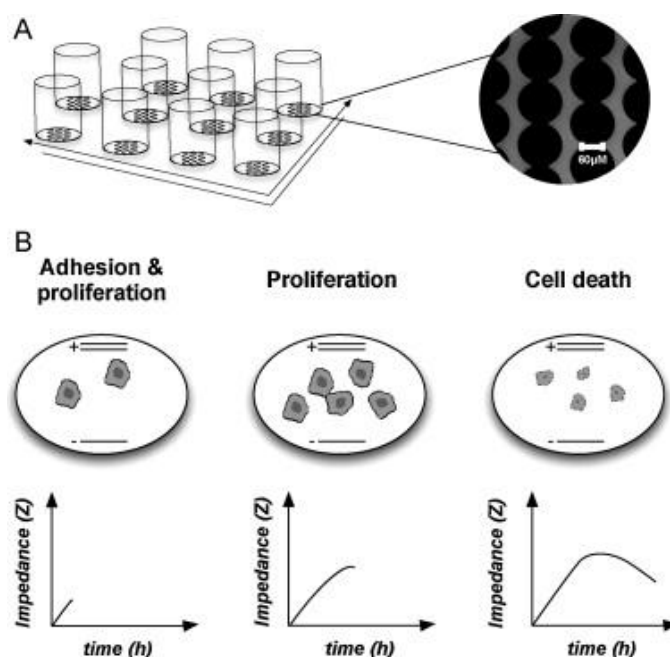 A
60µM
B
Adhesion &
proliferation
Proliferation
Cell death
+
+
+
-
-
-
Impedance (Z)
Impedance (Z)
Impedance (Z)
time (h)
time (h)
time (h)